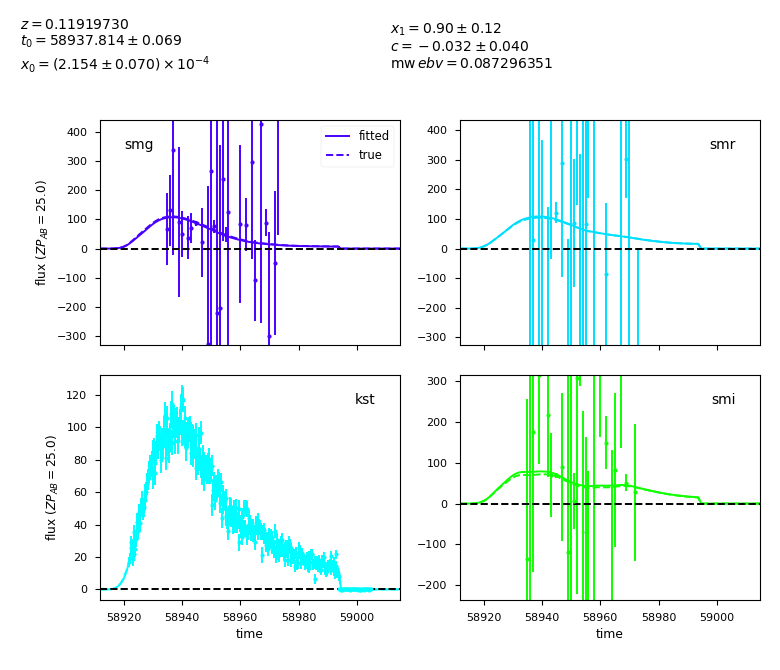 z = 0.11919730
t₀ = 58937.814 ± 0.069
x₀ = (2.154 ± 0.070) × 10⁻⁴
x₁ = 0.90 ± 0.12
c = −0.032 ± 0.040
mw ebv = 0.087296351
smg
fitted
true
400
300
200
100
0
−100
−200
−300
flux (ZP_AB = 25.0)
smr
400
300
200
100
0
−100
−200
−300
kst
120
100
80
60
40
20
0
flux (ZP_AB = 25.0)
58920 58940 58960 58980 59000
time
smi
300
200
100
0
−100
−200
58920 58940 58960 58980 59000
time